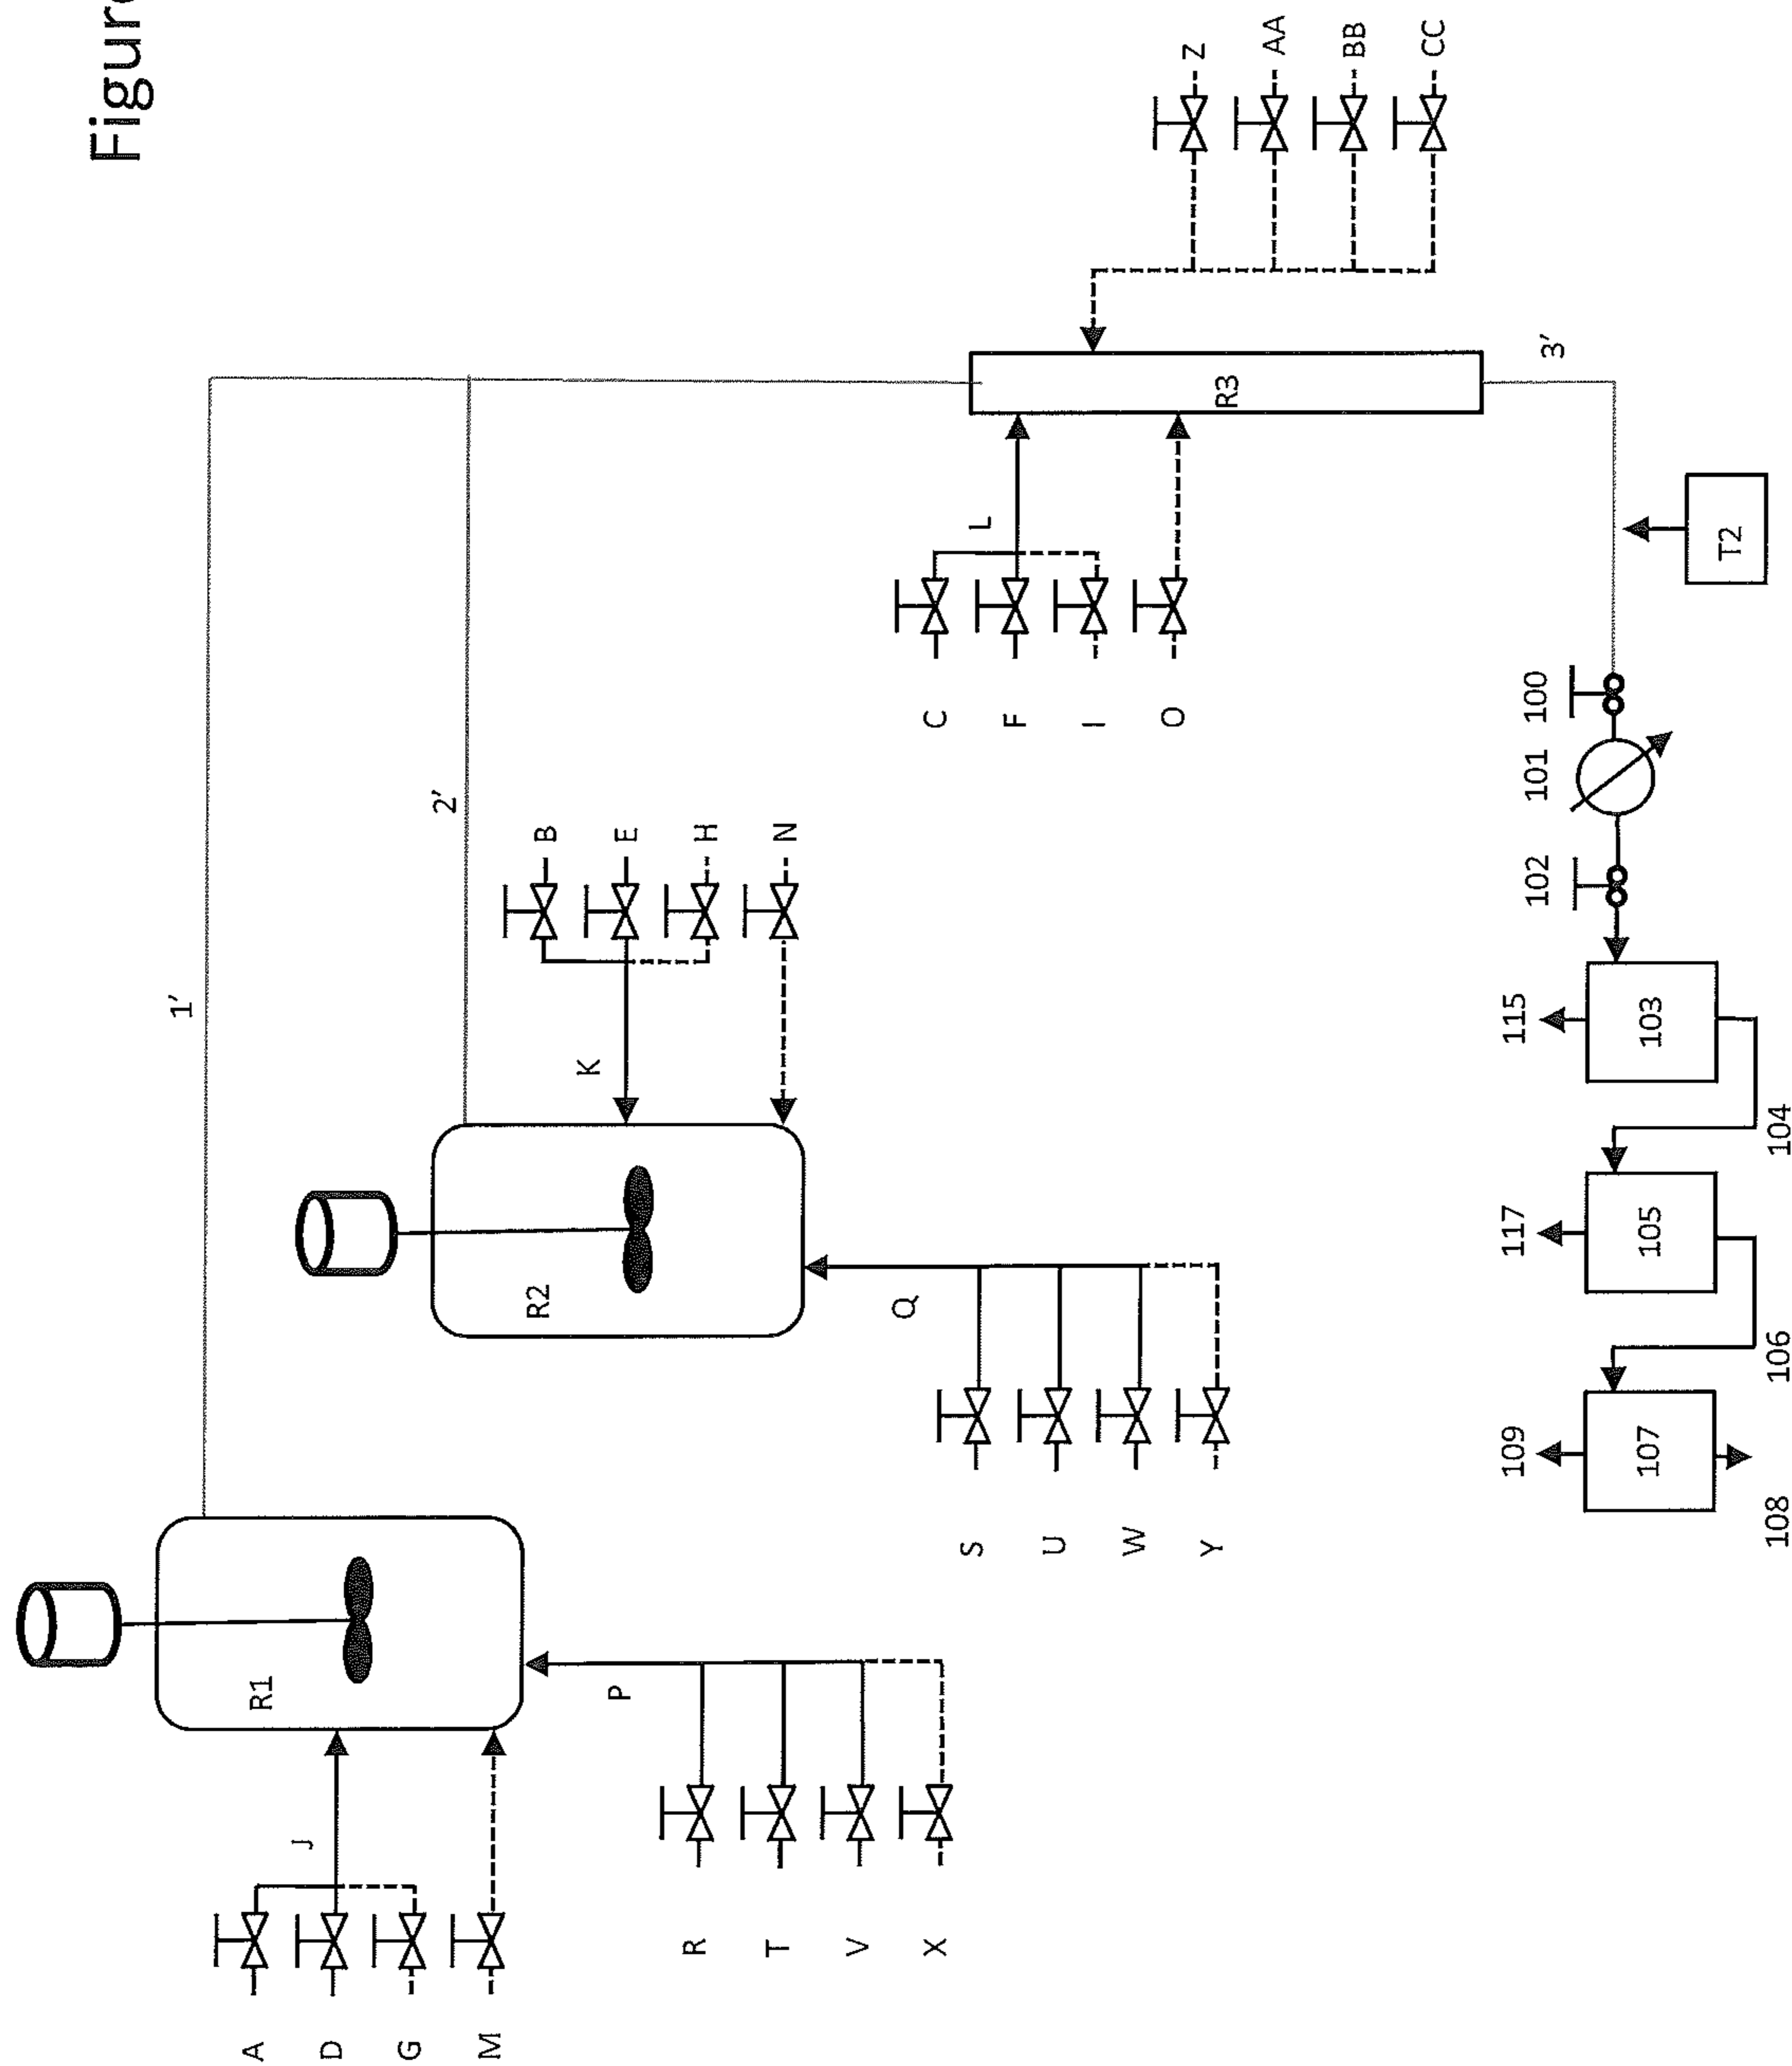 Figure
1'
2'
3'
R1
R2
R3
A
D
G
M
J
P
R
T
V
X
B
E
H
N
K
Q
S
U
W
Y
C
F
I
O
L
Z
AA
BB
CC
T2
100
101
102
103
115
104
105
117
106
107
109
108